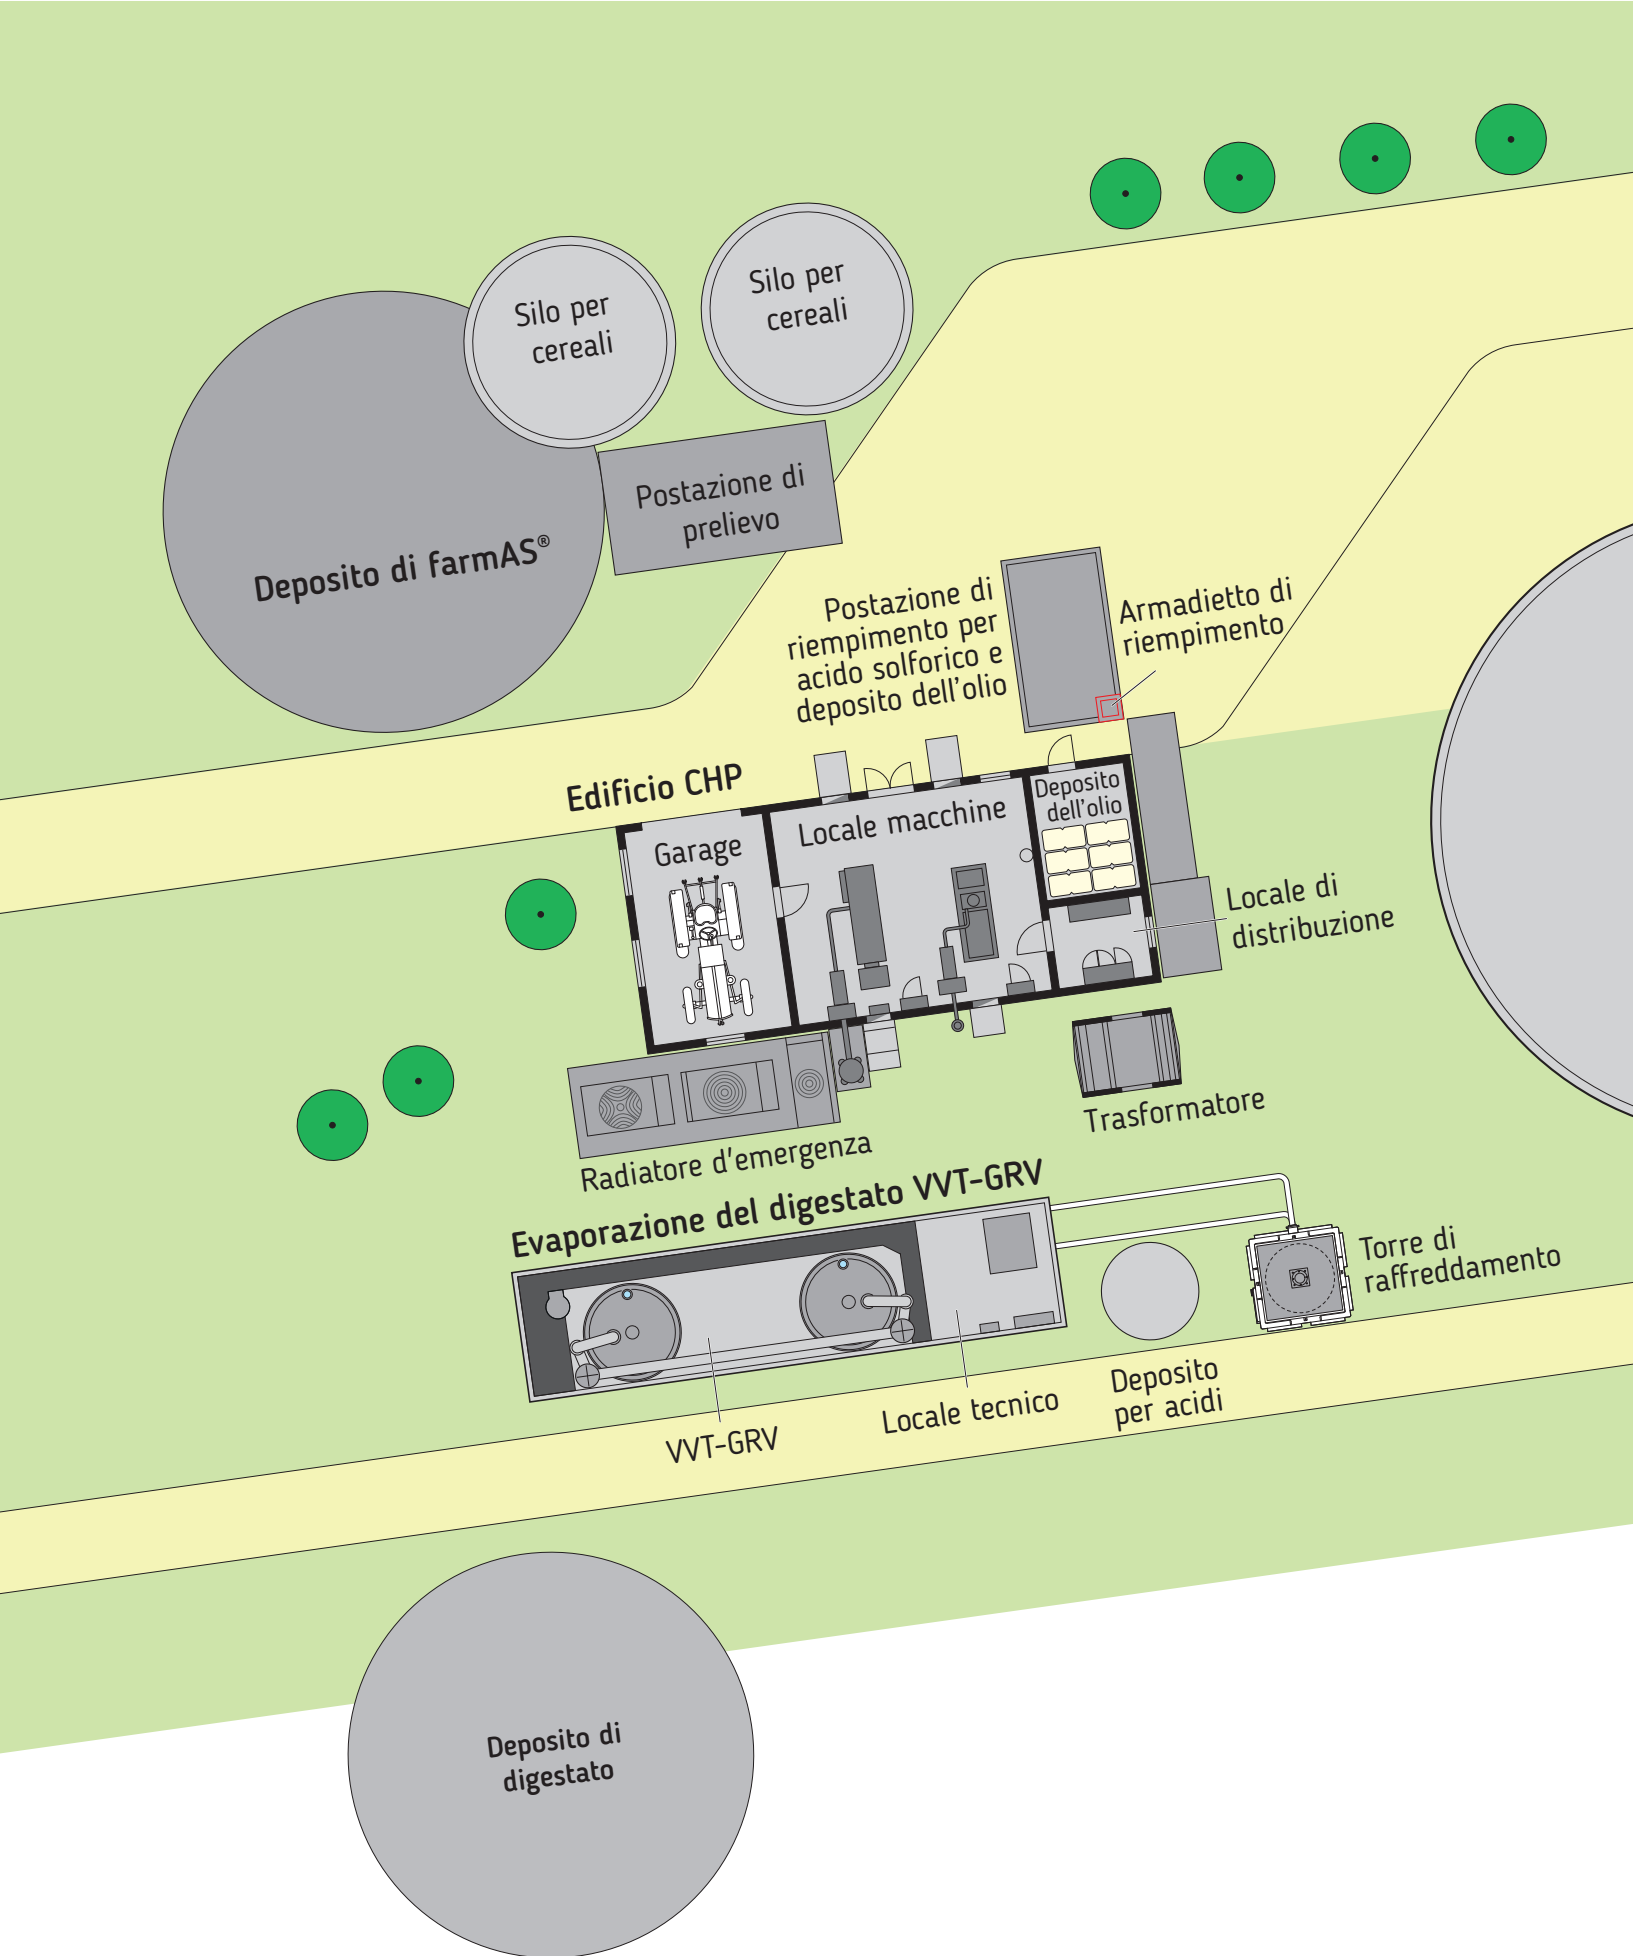 Silo per
cereali
Silo per
cereali
Postazione di
prelievo
Deposito di farmAS®
Postazione di
riempimento per
acido solforico e
deposito dell'olio
Armadietto di
riempimento
Edificio CHP
Garage
Locale macchine
Deposito
dell'olio
Locale di
distribuzione
Trasformatore
Radiatore d'emergenza
Evaporazione del digestato VVT-GRV
Torre di
raffreddamento
Deposito
per acidi
Locale tecnico
VVT-GRV
Deposito di
digestato